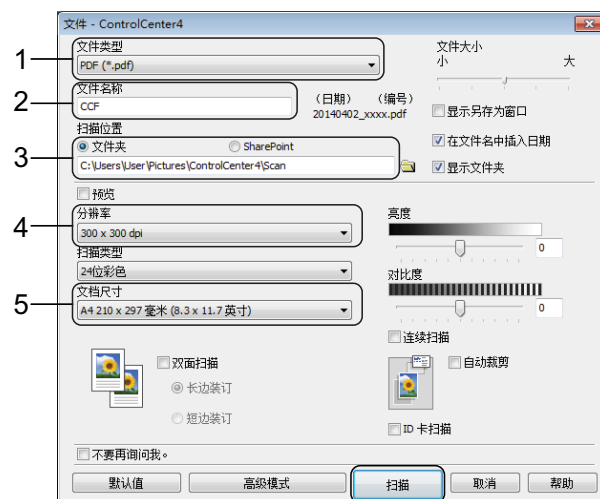 文件 - ControlCenter4
1
文件类型
PDF (*.pdf)
文件大小
小 大
2
文件名称
CCF
(日期) (编号)
20140402_xxxx.pdf
显示另存为窗口
扫描位置
在文件名中插入日期
3
文件夹 SharePoint
C:\Users\User\Pictures\ControlCenter4\Scan
显示文件夹
预览
4
分辨率
300 x 300 dpi
亮度
0
扫描类型
24位彩色
对比度
0
5
文档尺寸
A4 210 x 297 毫米 (8.3 x 11.7 英寸)
连续扫描
双面扫描
自动裁剪
长边装订
短边装订
ID 卡扫描
不要再询问我。
默认值 高级模式 扫描 取消 帮助